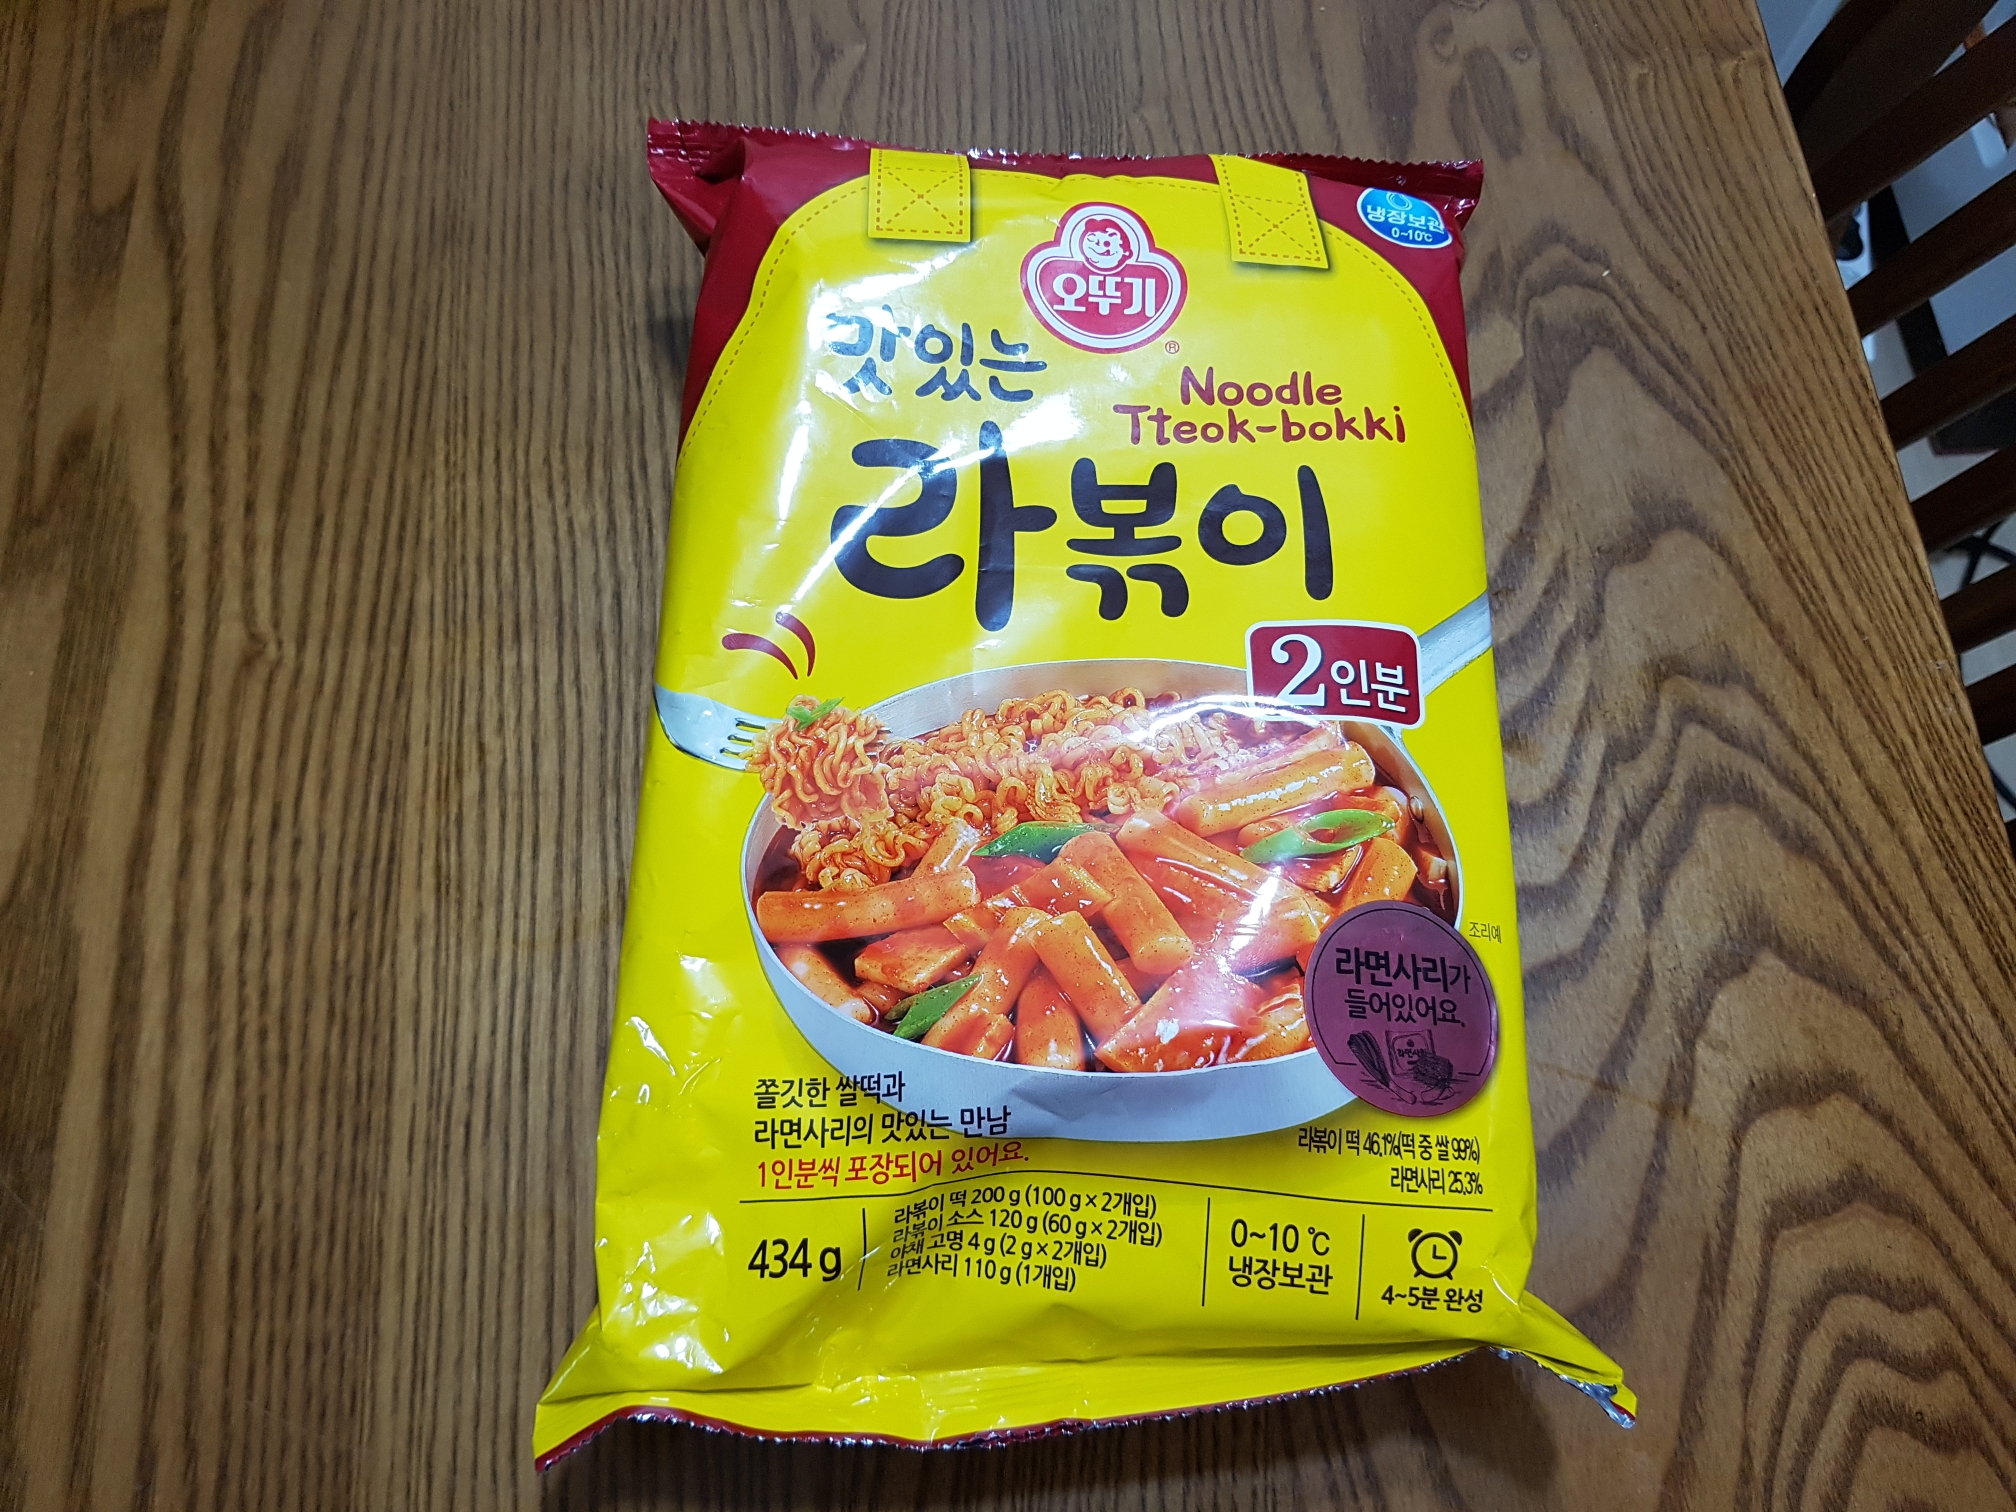 냉장보관
0~10℃
오뚜기
®
맛있는
Noodle
Tteok-bokki
라볶이
2인분
조리예
라면사리가
들어있어요.
라면사리
쫄깃한 쌀떡과
라면사리의 맛있는 만남
1인분씩 포장되어 있어요.
라볶이 떡 46.1%(떡 중 쌀 98%)
라면사리 25.3%
434 g
라볶이 떡 200 g (100 g × 2개입)
라볶이 소스 120 g (60 g × 2개입)
야채 고명 4 g (2 g × 2개입)
라면사리 110 g (1개입)
0~10 ℃
냉장보관
4~5분 완성